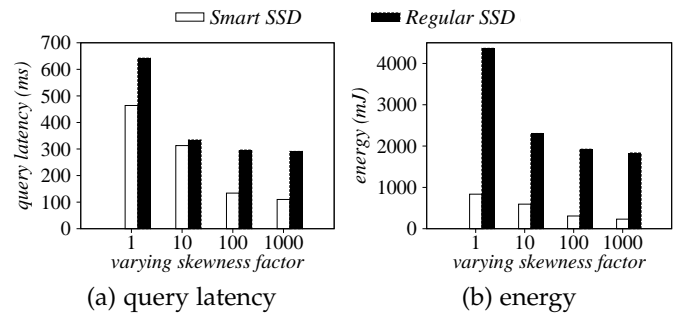 Smart SSD Regular SSD
700
600
500
400
300
200
100
0
query latency (ms)
1 10 100 1000
varying skewness factor
(a) query latency
4000
3000
2000
1000
0
energy (mJ)
1 10 100 1000
varying skewness factor
(b) energy